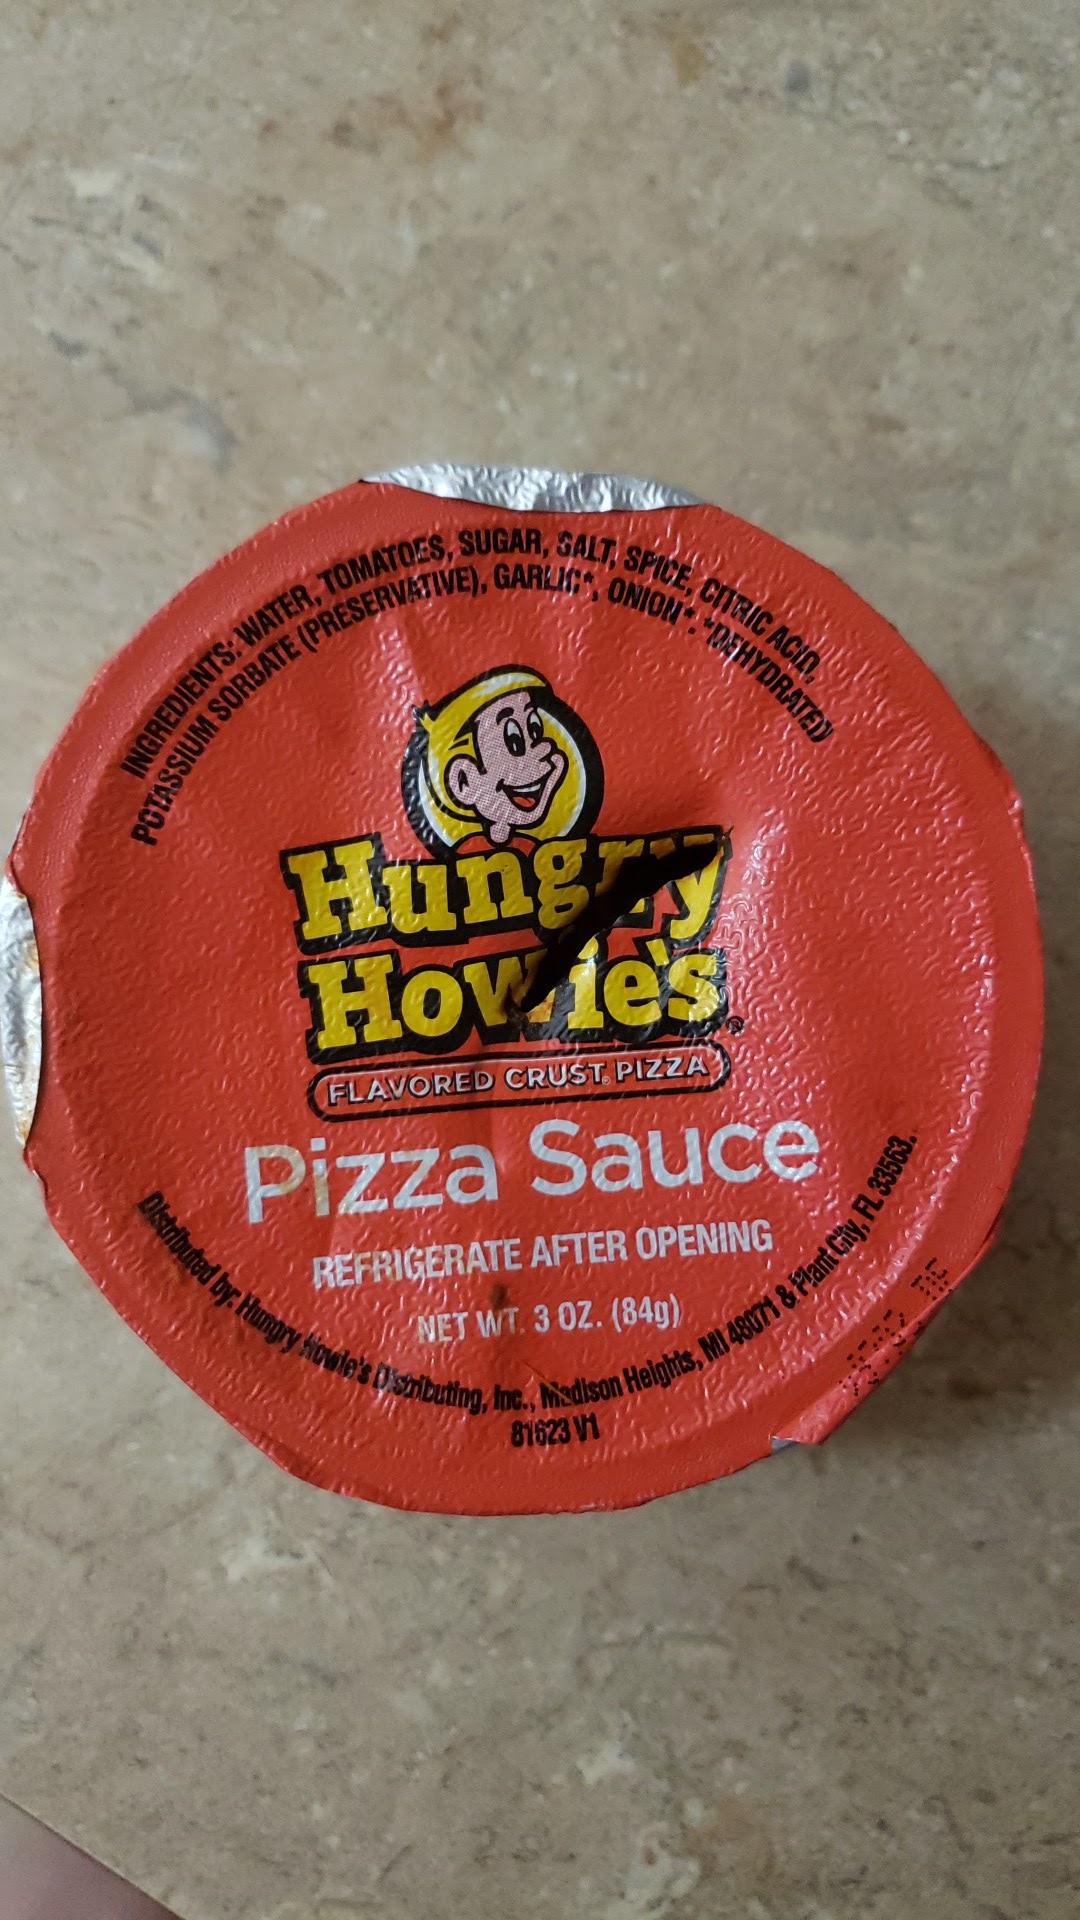 INGREDIENTS: WATER, TOMATOES, SUGAR, SALT, SPICE, CITRIC ACID,
POTASSIUM SORBATE (PRESERVATIVE), GARLIC*, ONION*. *DEHYDRATED)
Hungry
Howie's®
FLAVORED CRUST® PIZZA
Pizza Sauce
REFRIGERATE AFTER OPENING
NET WT. 3 OZ. (84g)
Distributed by: Hungry Howie's Distributing, Inc., Madison Heights, MI 48071 & Plant City, FL 33563.
81623 V1